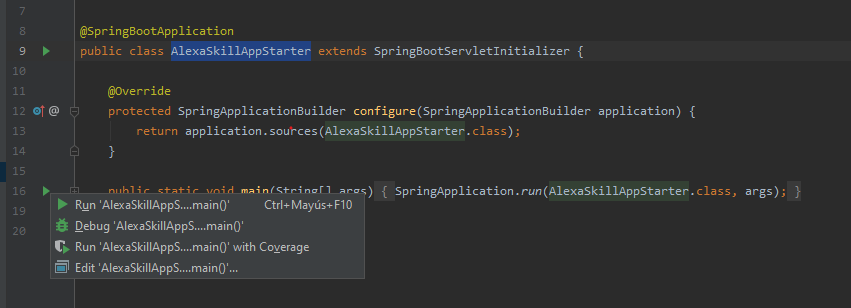 7
8 @SpringBootApplication
9 public class AlexaSkillAppStarter extends SpringBootServletInitializer {
10
11 @Override
12 protected SpringApplicationBuilder configure(SpringApplicationBuilder application) {
13 return application.sources(AlexaSkillAppStarter.class);
14 }
15
16 public static void main(String[] args) { SpringApplication.run(AlexaSkillAppStarter.class, args); }
Run 'AlexaSkillAppS....main()' Ctrl+Mayús+F10
19
Debug 'AlexaSkillAppS....main()'
20
Run 'AlexaSkillAppS....main()' with Coverage
Edit 'AlexaSkillAppS....main()'...